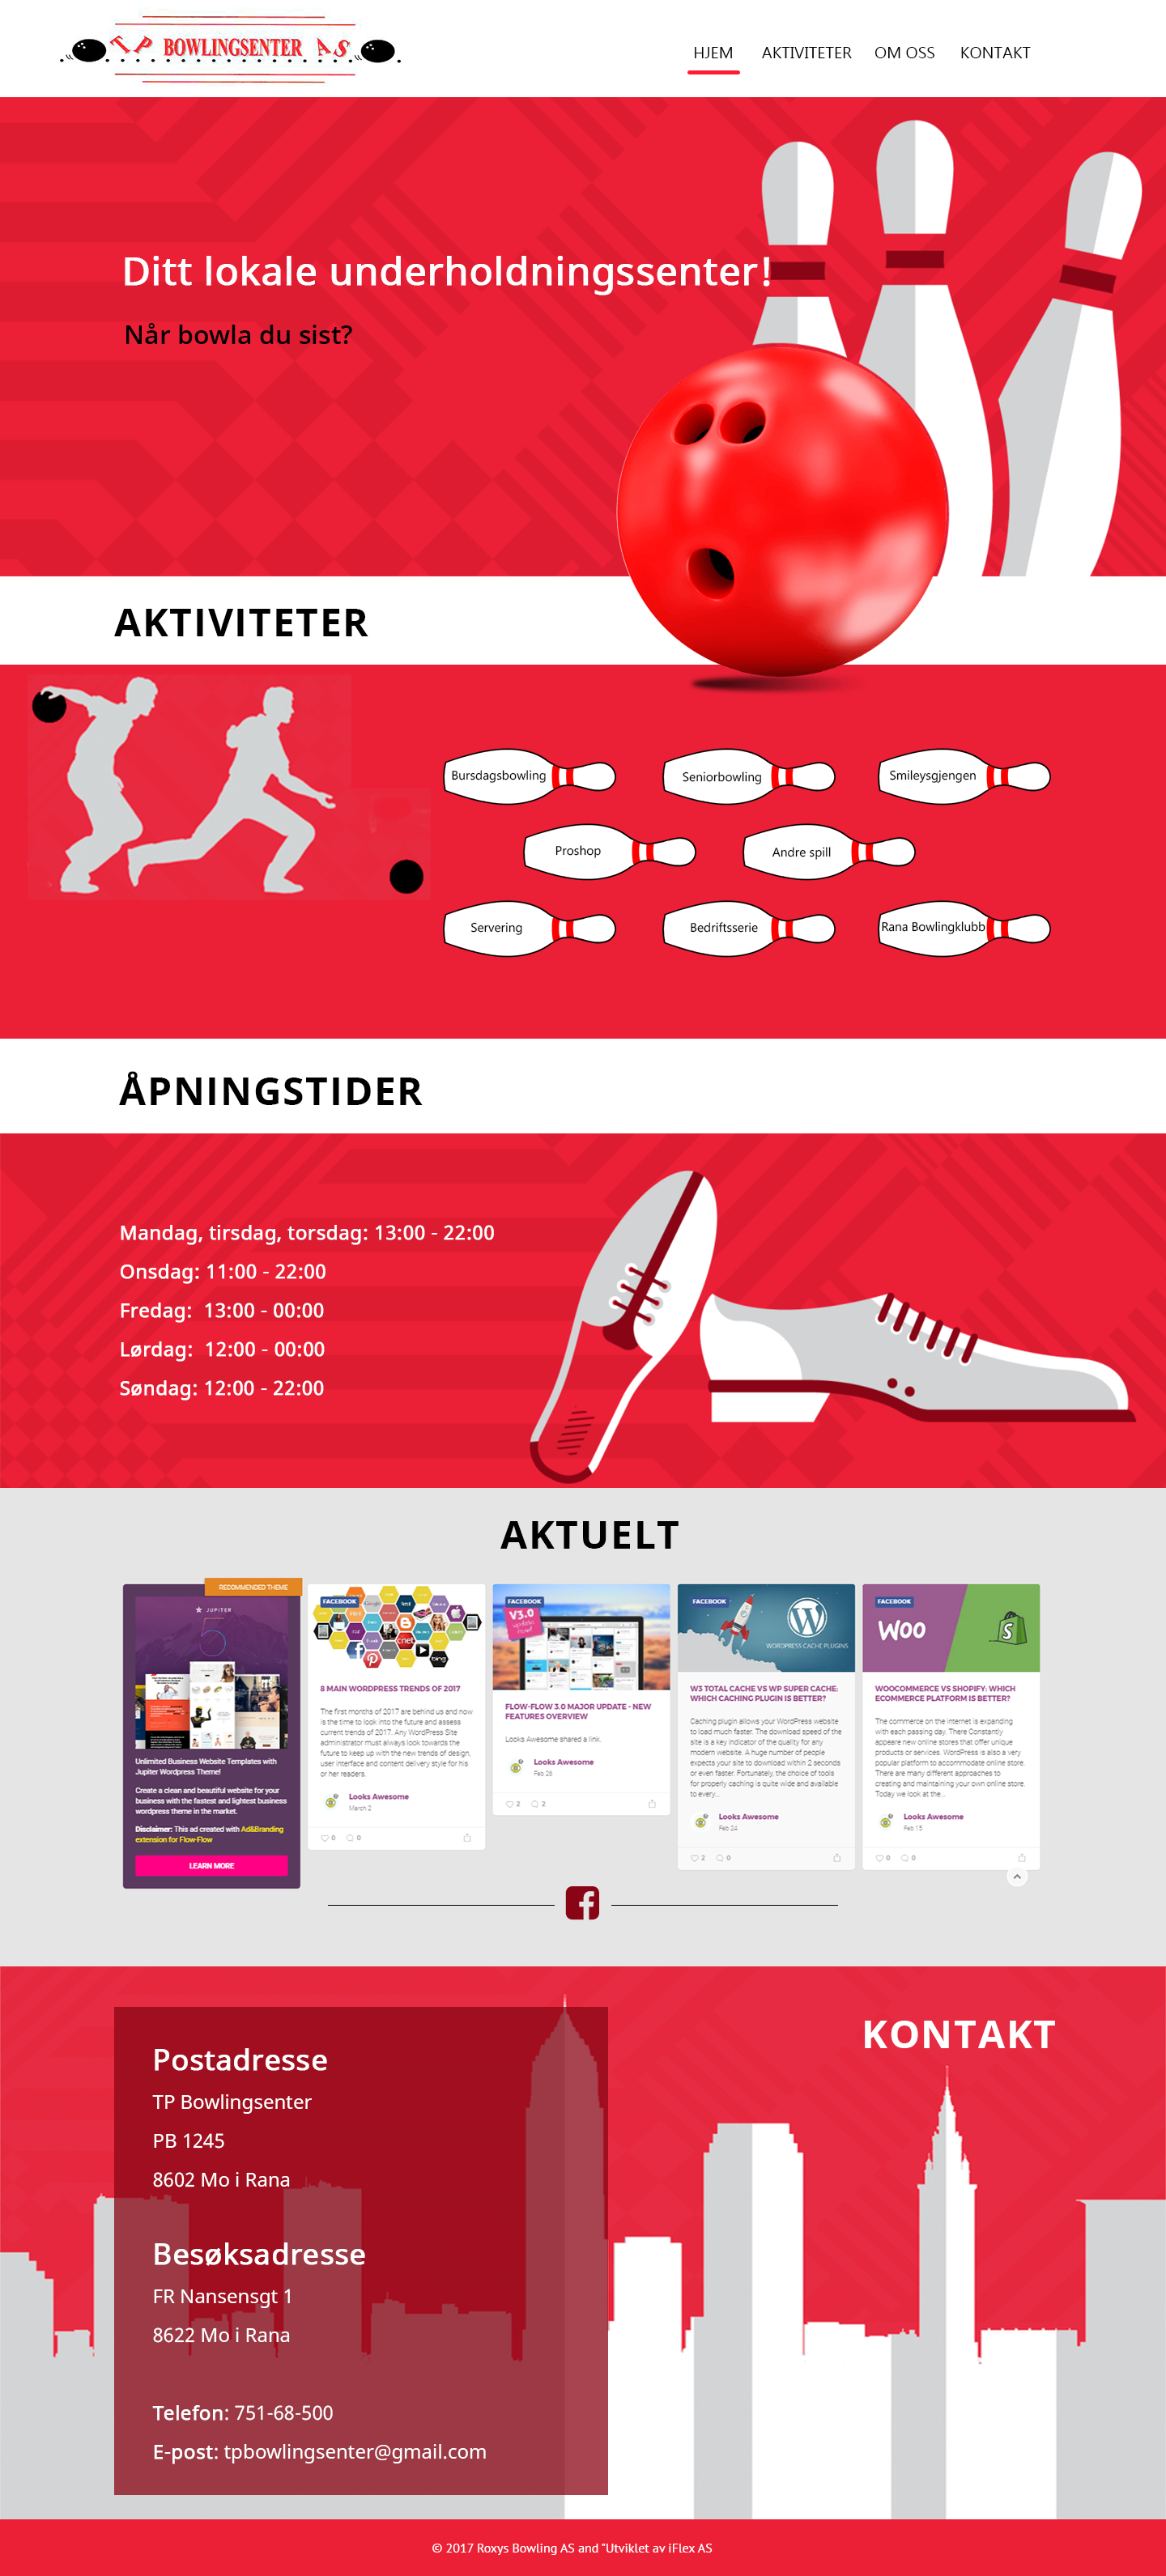 TP BOWLINGSENTER AS
HJEM AKTIVITETER OM OSS KONTAKT
Ditt lokale underholdningssenter!
Når bowla du sist?
AKTIVITETER
Bursdagsbowling Seniorbowling Smileysgjengen
Proshop Andre spill
Servering Bedriftsserie Rana Bowlingklubb
ÅPNINGSTIDER
Mandag, tirsdag, torsdag: 13:00 - 22:00
Onsdag: 11:00 - 22:00
Fredag: 13:00 - 00:00
Lørdag: 12:00 - 00:00
Søndag: 12:00 - 22:00
AKTUELT
RECOMMENDED THEME
JUPITER
5
Unlimited Business Website Templates with
Jupiter Wordpress Theme!
Create a clean and beautiful website for your
business with the fastest and lightest business
wordpress theme in the market.
Disclaimer: This ad created with Ad&Branding
extension for Flow-Flow
LEARN MORE
FACEBOOK
cnet
bing
8 MAIN WORDPRESS TRENDS OF 2017
The first months of 2017 are behind us and now
is the time to look into the future and assess
current trends of 2017. Any WordPress Site
administrator must always look towards the
future to keep up with the new trends of design,
user interface and content delivery style for his
or her readers.
Looks Awesome
March 2
0 0
FACEBOOK
V3.0
FLOW-FLOW 3.0 MAJOR UPDATE - NEW
FEATURES OVERVIEW
Looks Awesome shared a link.
Looks Awesome
Feb 28
2 2
FACEBOOK
WORDPRESS CACHE PLUGINS
W3 TOTAL CACHE VS WP SUPER CACHE:
WHICH CACHING PLUGIN IS BETTER?
Caching plugin allows your WordPress website
to load much faster. The download speed of the
site is a key indicator of the quality for any
modern website. A huge number of people
expects your site to download within 2 seconds
or even faster. Fortunately, the choice of tools
for properly caching is quite wide and available
to every...
Looks Awesome
Feb 24
2 0
FACEBOOK
WOO
WOOCOMMERCE VS SHOPIFY: WHICH
ECOMMERCE PLATFORM IS BETTER?
The commerce on the internet is expanding
with each passing day. There Constantly
appeare new online stores that offer unique
products or services. WordPress is also a very
popular platform to accommodate online store.
There are many different approaches to
creating and maintaining your own online store.
Today we look at the...
Looks Awesome
Feb 15
0 0
KONTAKT
Postadresse
TP Bowlingsenter
PB 1245
8602 Mo i Rana
Besøksadresse
FR Nansensgt 1
8622 Mo i Rana
Telefon: 751-68-500
E-post: tpbowlingsenter@gmail.com
© 2017 Roxys Bowling AS and "Utviklet av iFlex AS